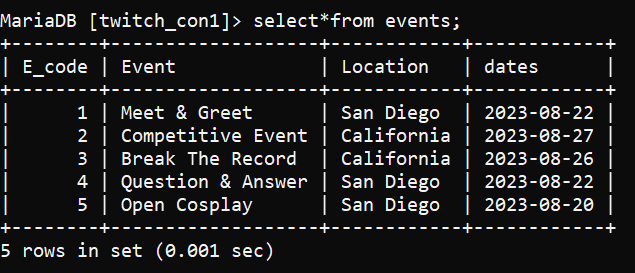 MariaDB [twitch_con1]> select*from events;
+--------+-------------------+------------+------------+
| E_code | Event             | Location   | dates      |
+--------+-------------------+------------+------------+
|      1 | Meet & Greet      | San Diego  | 2023-08-22 |
|      2 | Competitive Event | California | 2023-08-27 |
|      3 | Break The Record  | California | 2023-08-26 |
|      4 | Question & Answer | San Diego  | 2023-08-22 |
|      5 | Open Cosplay      | San Diego  | 2023-08-20 |
+--------+-------------------+------------+------------+
5 rows in set (0.001 sec)